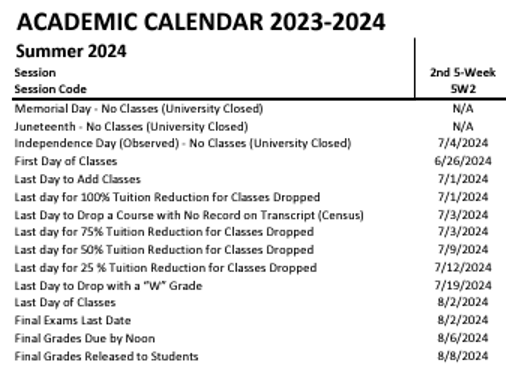 ACADEMIC CALENDAR 2023-2024
Summer 2024
Session 2nd 5-Week
Session Code 5W2
Memorial Day - No Classes (University Closed) N/A
Juneteenth - No Classes (University Closed) N/A
Independence Day (Observed) - No Classes (University Closed) 7/4/2024
First Day of Classes 6/26/2024
Last Day to Add Classes 7/1/2024
Last day for 100% Tuition Reduction for Classes Dropped 7/1/2024
Last Day to Drop a Course with No Record on Transcript (Census) 7/3/2024
Last day for 75% Tuition Reduction for Classes Dropped 7/3/2024
Last day for 50% Tuition Reduction for Classes Dropped 7/9/2024
Last day for 25 % Tuition Reduction for Classes Dropped 7/12/2024
Last Day to Drop with a "W" Grade 7/19/2024
Last Day of Classes 8/2/2024
Final Exams Last Date 8/2/2024
Final Grades Due by Noon 8/6/2024
Final Grades Released to Students 8/8/2024